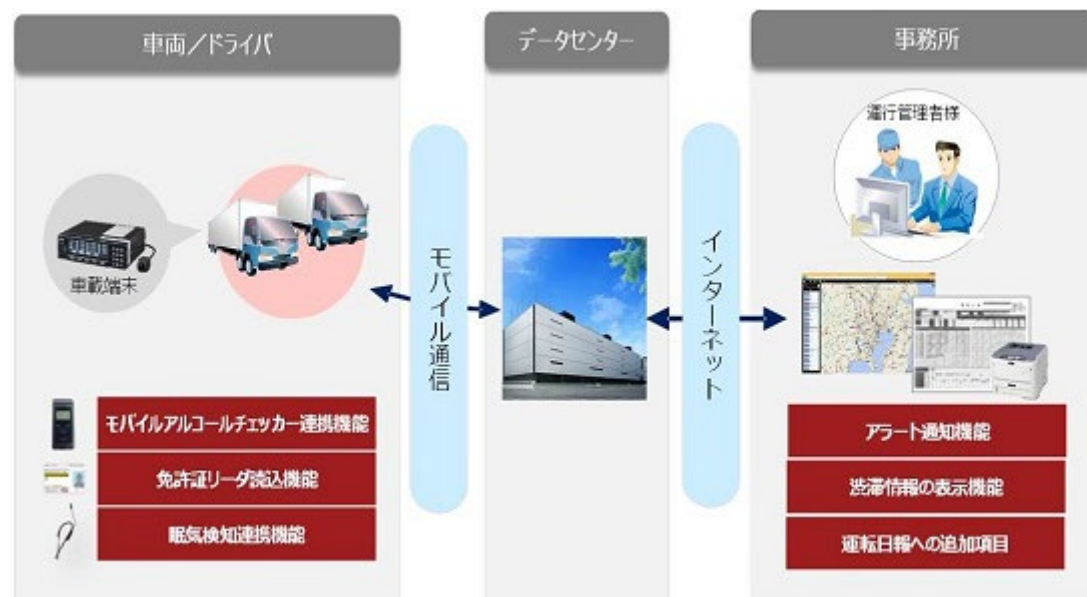 車両／ドライバ
データセンター
事務所
運行管理者様
車載端末
モバイル通信
インターネット
モバイルアルコールチェッカー連携機能
免許証リーダ読込機能
眠気検知連携機能
アラート通知機能
渋滞情報の表示機能
運転日報への追加項目